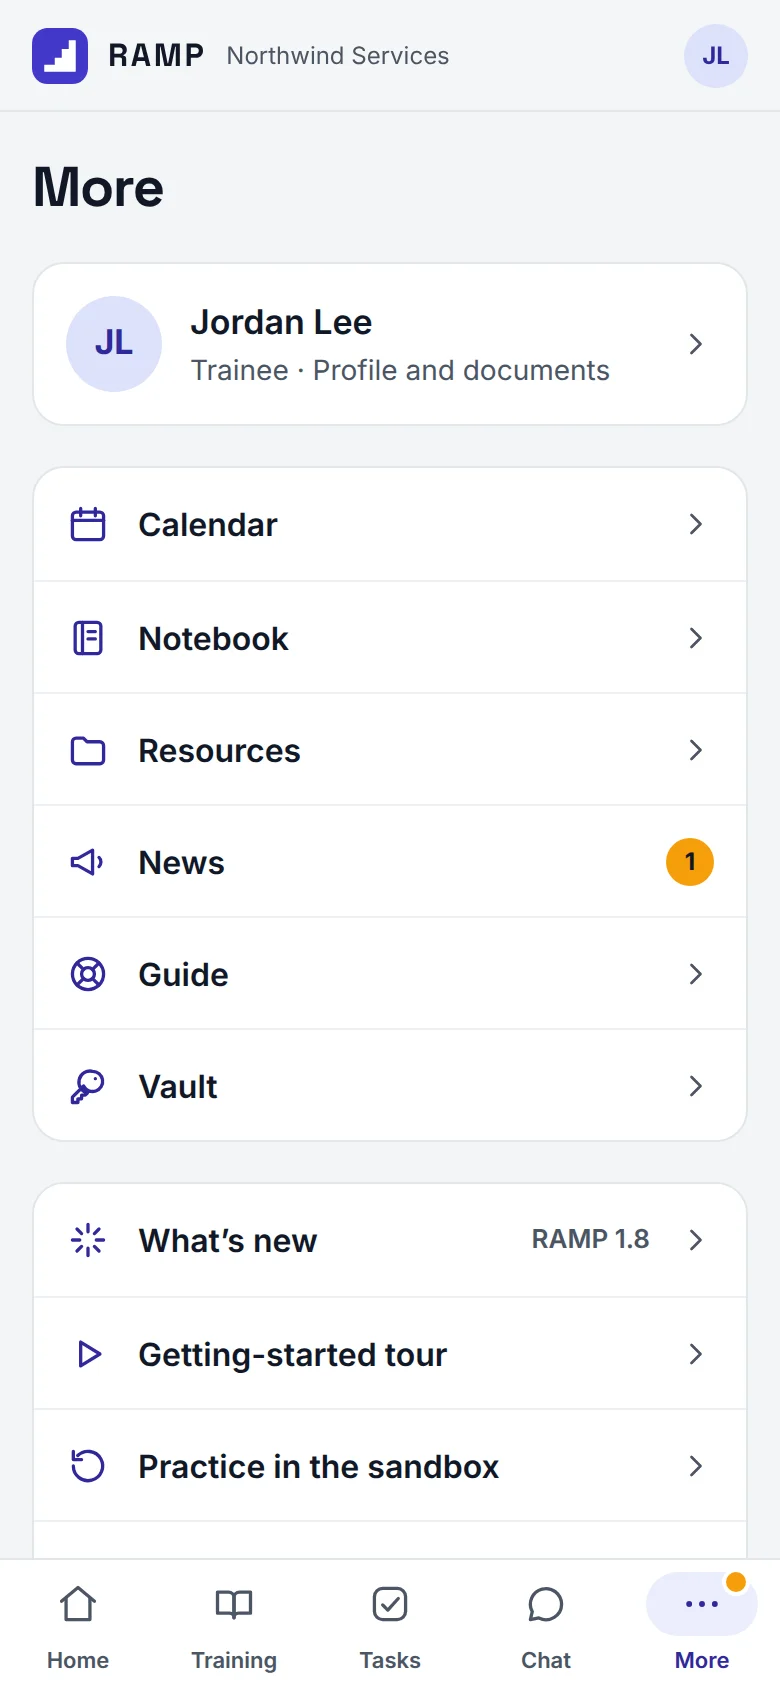 RAMP Northwind Services JL
More
JL
Jordan Lee
Trainee · Profile and documents
Calendar
Notebook
Resources
News 1
Guide
Vault
What’s new RAMP 1.8
Getting-started tour
Practice in the sandbox
Home Training Tasks Chat More